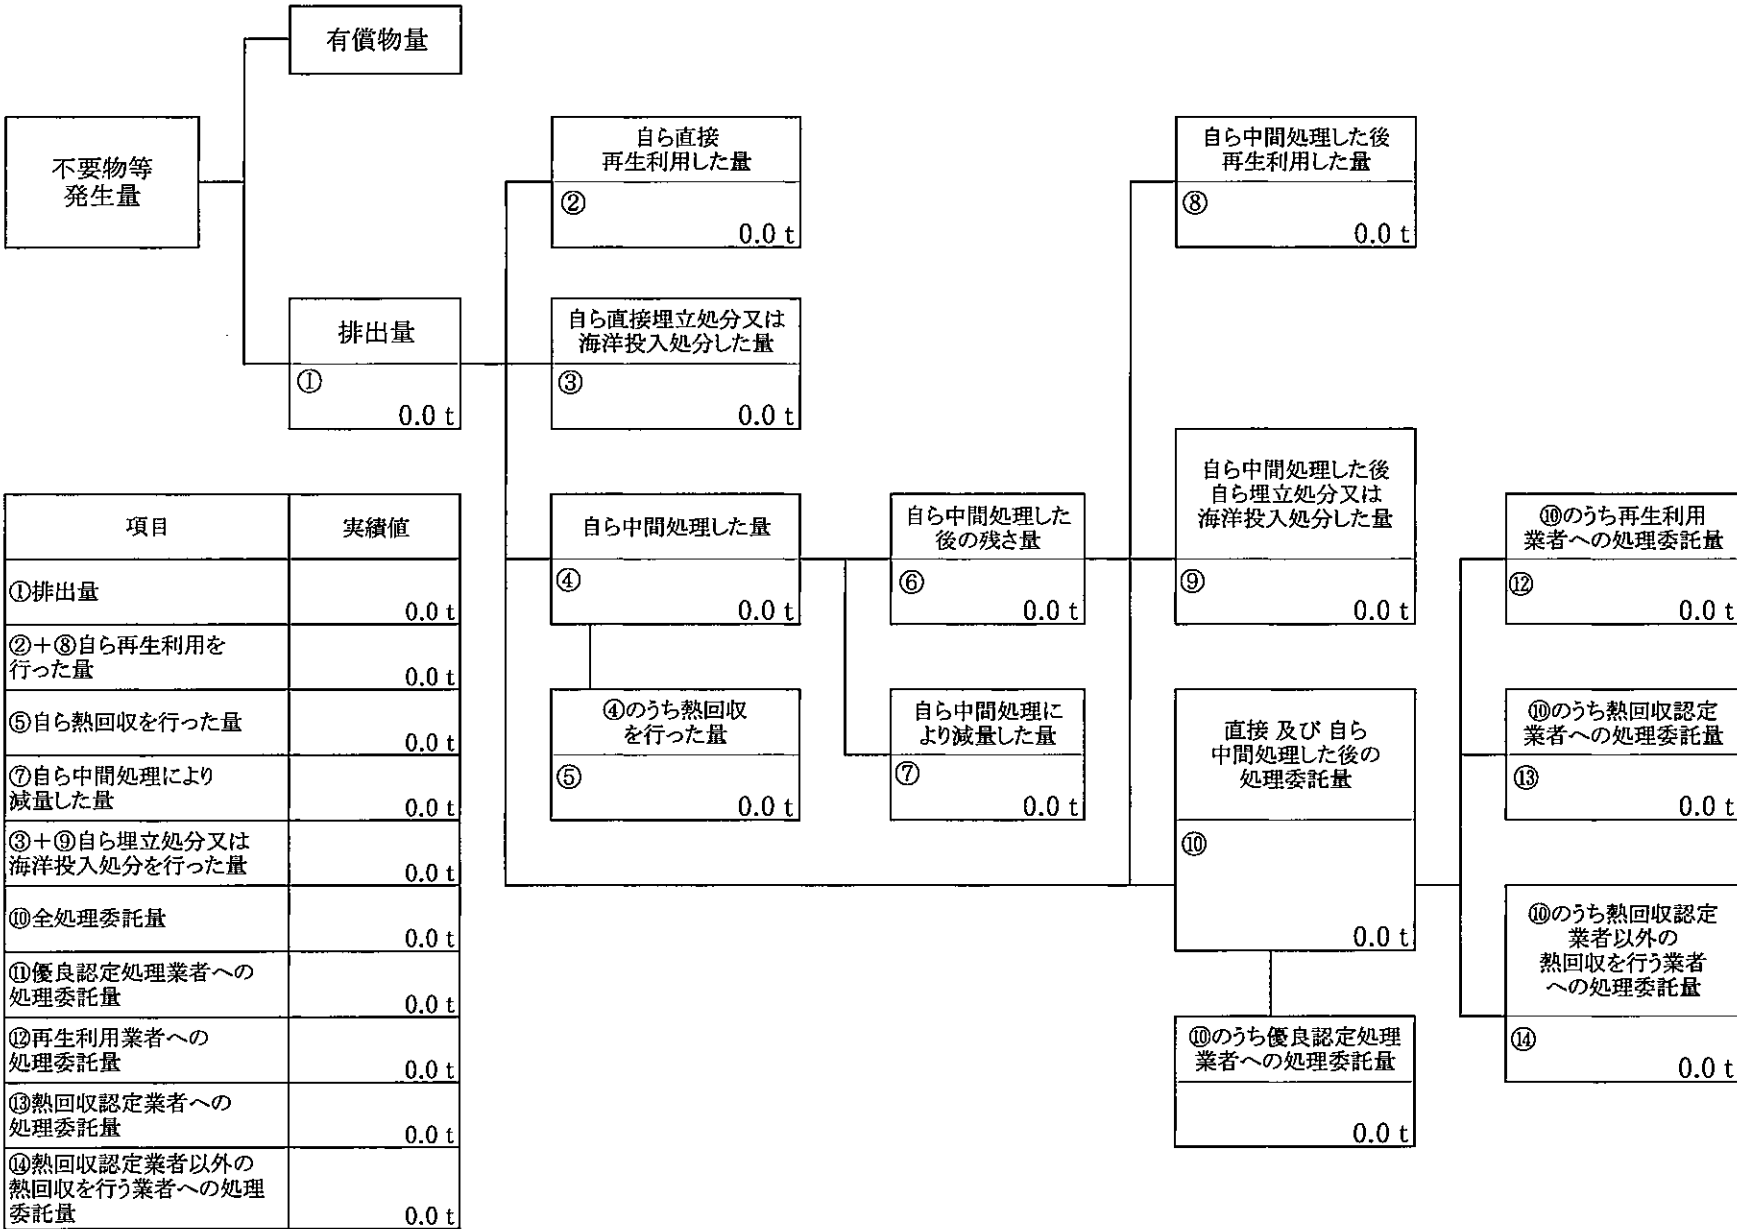 有償物量
不要物等
発生量
自ら直接
再生利用した量
②
0.0 t
自ら中間処理した後
再生利用した量
⑧
0.0 t
排出量
①
0.0 t
自ら直接埋立処分又は
海洋投入処分した量
③
0.0 t
自ら中間処理した量
④
0.0 t
自ら中間処理した
後の残さ量
⑥
0.0 t
自ら中間処理した後
自ら埋立処分又は
海洋投入処分した量
⑨
0.0 t
⑩のうち再生利用
業者への処理委託量
⑫
0.0 t
④のうち熱回収
を行った量
⑤
0.0 t
自ら中間処理に
より減量した量
⑦
0.0 t
直接 及び 自ら
中間処理した後の
処理委託量
⑩
0.0 t
⑩のうち熱回収認定
業者への処理委託量
⑬
0.0 t
⑩のうち熱回収認定
業者以外の
熱回収を行う業者
への処理委託量
⑭
0.0 t
⑩のうち優良認定処理
業者への処理委託量
0.0 t
項目 実績値
①排出量
0.0 t
②+⑧自ら再生利用を
行った量
0.0 t
⑤自ら熱回収を行った量
0.0 t
⑦自ら中間処理により
減量した量
0.0 t
③+⑨自ら埋立処分又は
海洋投入処分を行った量
0.0 t
⑩全処理委託量
0.0 t
⑪優良認定処理業者への
処理委託量
0.0 t
⑫再生利用業者への
処理委託量
0.0 t
⑬熱回収認定業者への
処理委託量
0.0 t
⑭熱回収認定業者以外の
熱回収を行う業者への処理
委託量
0.0 t